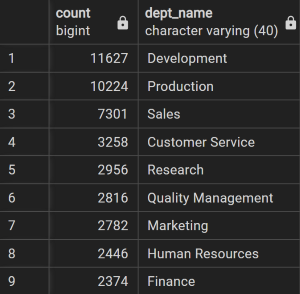 count dept_name
bigint character varying (40)
1 11627 Development
2 10224 Production
3 7301 Sales
4 3258 Customer Service
5 2956 Research
6 2816 Quality Management
7 2782 Marketing
8 2446 Human Resources
9 2374 Finance